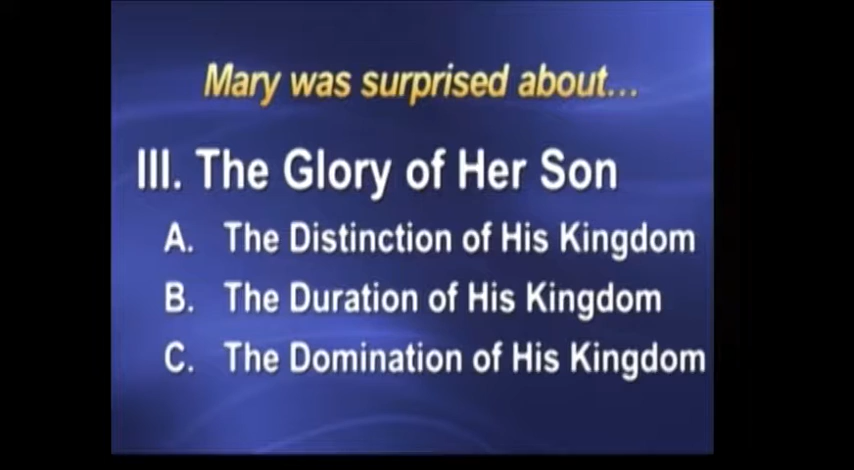 Mary was surprised about...
III. The Glory of Her Son
A. The Distinction of His Kingdom
B. The Duration of His Kingdom
C. The Domination of His Kingdom